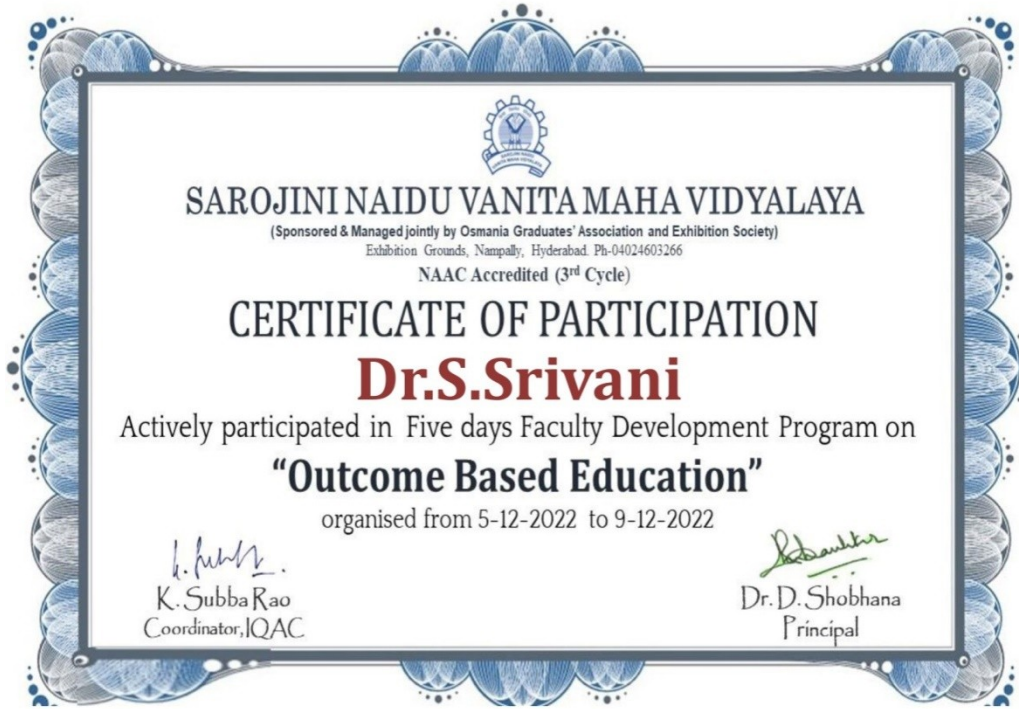 SAROJINI NAIDU VANITA MAHA VIDYALAYA
(Sponsored & Managed jointly by Osmania Graduates' Association and Exhibition Society)
Exhibition Grounds, Nampally, Hyderabad. Ph-04024603266
NAAC Accredited (3rd Cycle)
CERTIFICATE OF PARTICIPATION
Dr.S.Srivani
Actively participated in Five days Faculty Development Program on
“Outcome Based Education”
organised from 5-12-2022 to 9-12-2022
K. Subba Rao
Coordinator, IQAC
Dr. D. Shobhana
Principal